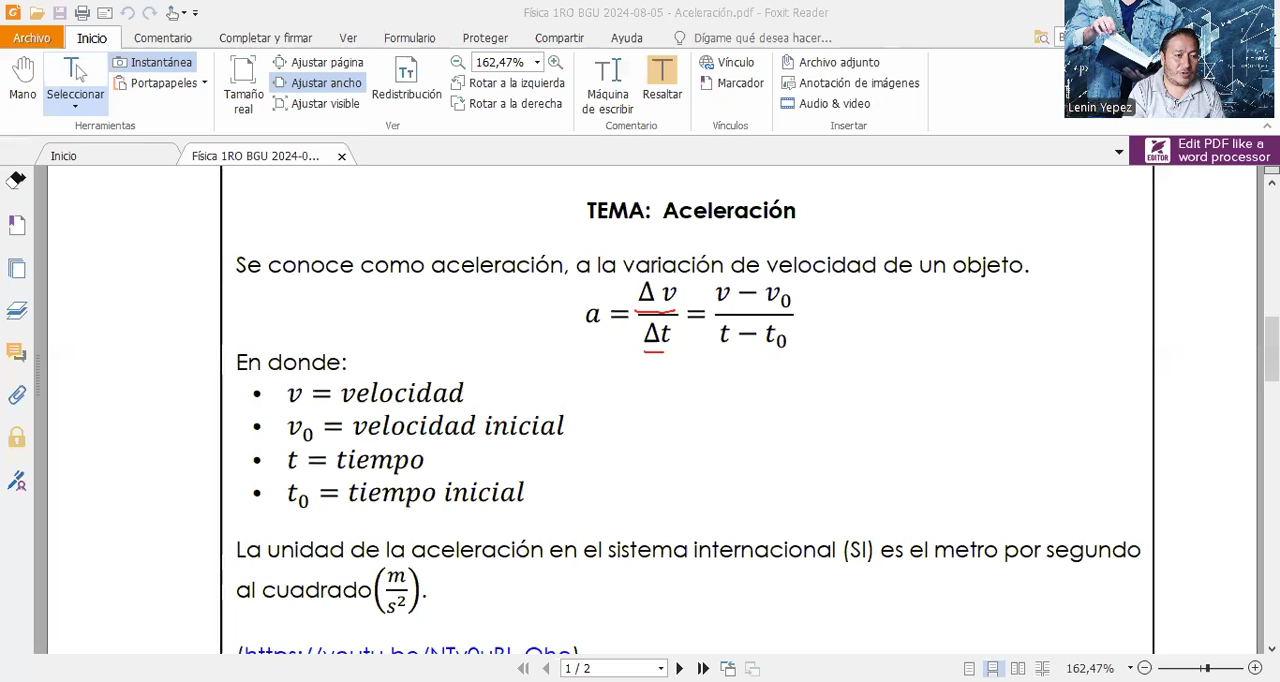 Física 1RO BGU 2024-08-05 - Aceleración.pdf - Foxit Reader
Archivo Inicio Comentario Completar y firmar Ver Formulario Proteger Compartir Ayuda Dígame qué desea hacer...
Mano
Seleccionar
Instantánea
Portapapeles
Herramientas
Tamaño real
Ajustar página
Ajustar ancho
Ajustar visible
Redistribución
162,47%
Rotar a la izquierda
Rotar a la derecha
Ver
Máquina de escribir
Resaltar
Comentario
Vínculo
Marcador
Vínculos
Archivo adjunto
Anotación de imágenes
Audio & video
Insertar
Lenin Yepez
Inicio
Física 1RO BGU 2024-0...
Edit PDF like a
word processor
EDITOR
TEMA: Aceleración
Se conoce como aceleración, a la variación de velocidad de un objeto.
a = Δ v / Δt = v − v₀ / t − t₀
En donde:
• v = velocidad
• v₀ = velocidad inicial
• t = tiempo
• t₀ = tiempo inicial
La unidad de la aceleración en el sistema internacional (SI) es el metro por segundo
al cuadrado(m/s²).
1 / 2
162,47%